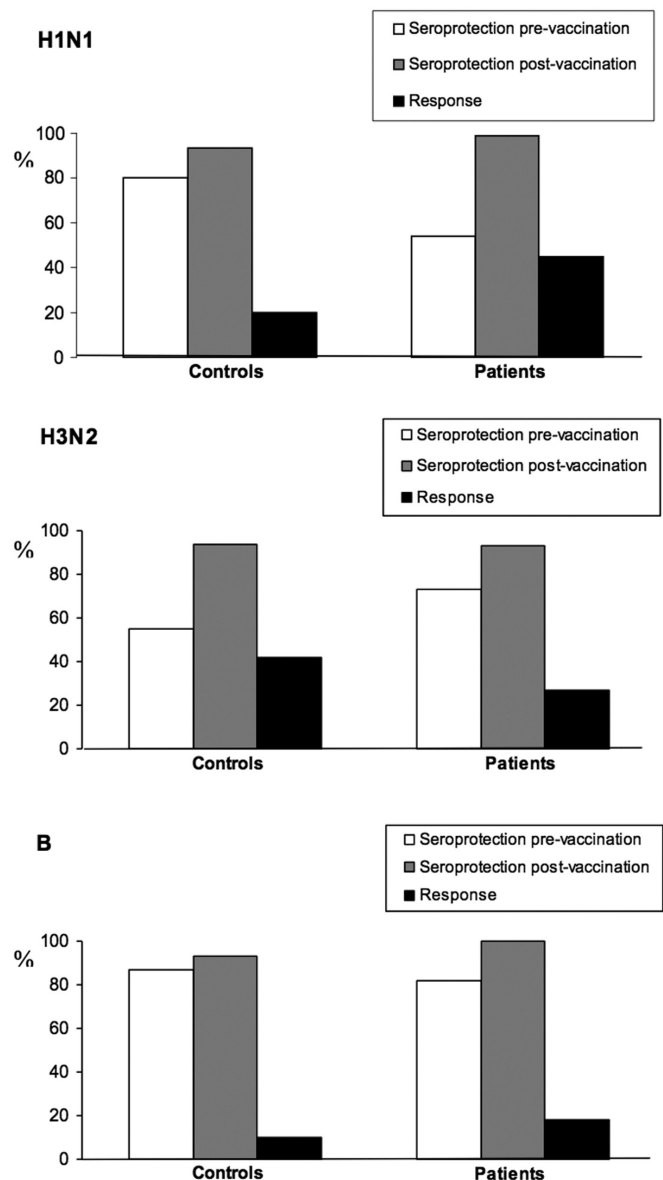 H1N1
Seroprotection pre-vaccination
Seroprotection post-vaccination
Response
%
100
80
60
40
20
0
Controls
Patients
H3N2
Seroprotection pre-vaccination
Seroprotection post-vaccination
Response
%
100
80
60
40
20
0
Controls
Patients
B
Seroprotection pre-vaccination
Seroprotection post-vaccination
Response
%
100
80
60
40
20
0
Controls
Patients